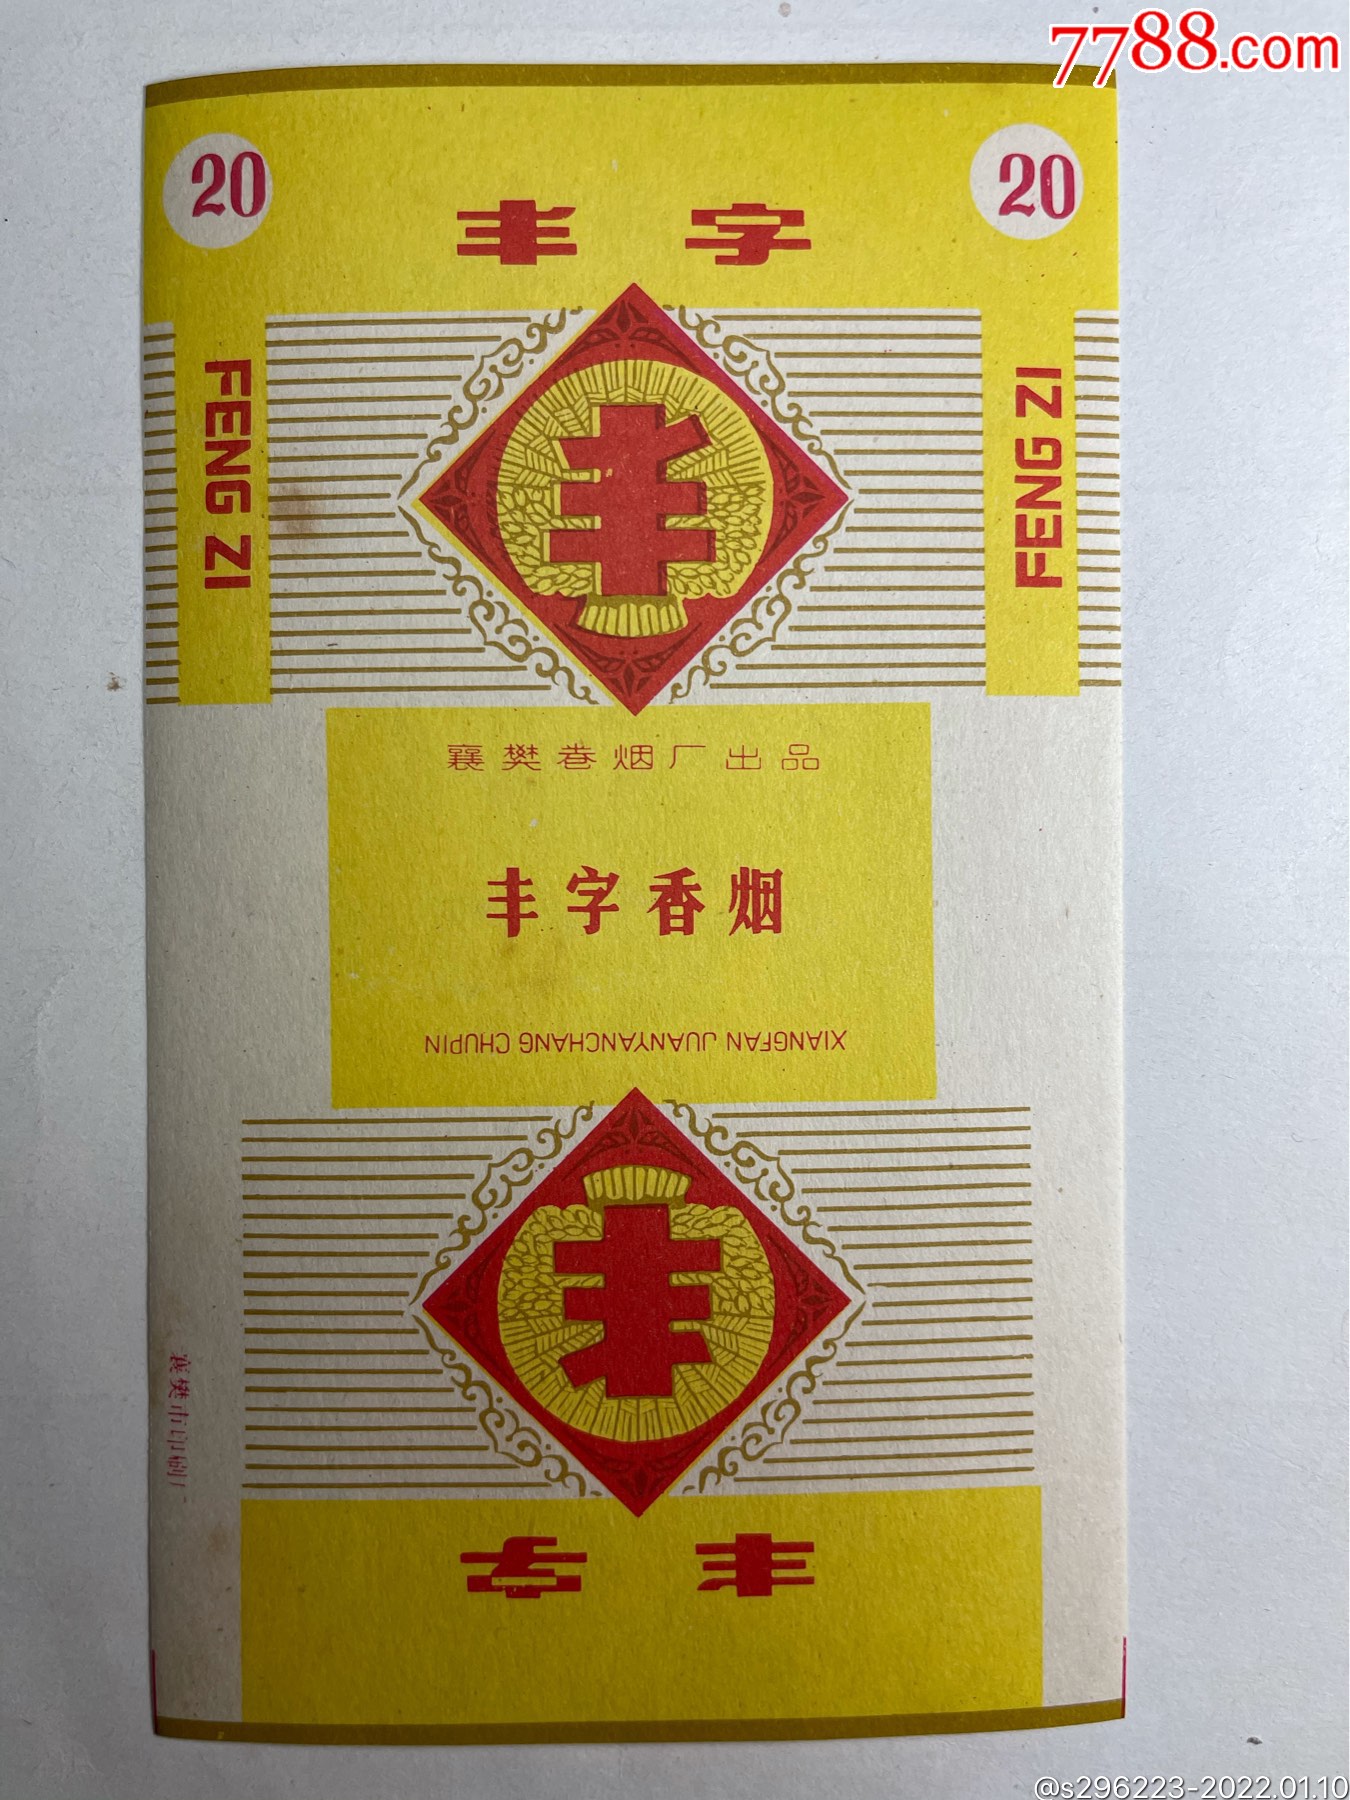 7788.com
20
20
丰字
FENG ZI
FENG ZI
丰
襄樊卷烟厂出品
丰字香烟
XIANGFAN JUANYANCHANG CHUPIN
丰
襄樊市印刷厂
丰字
@s296223-2022.01.10